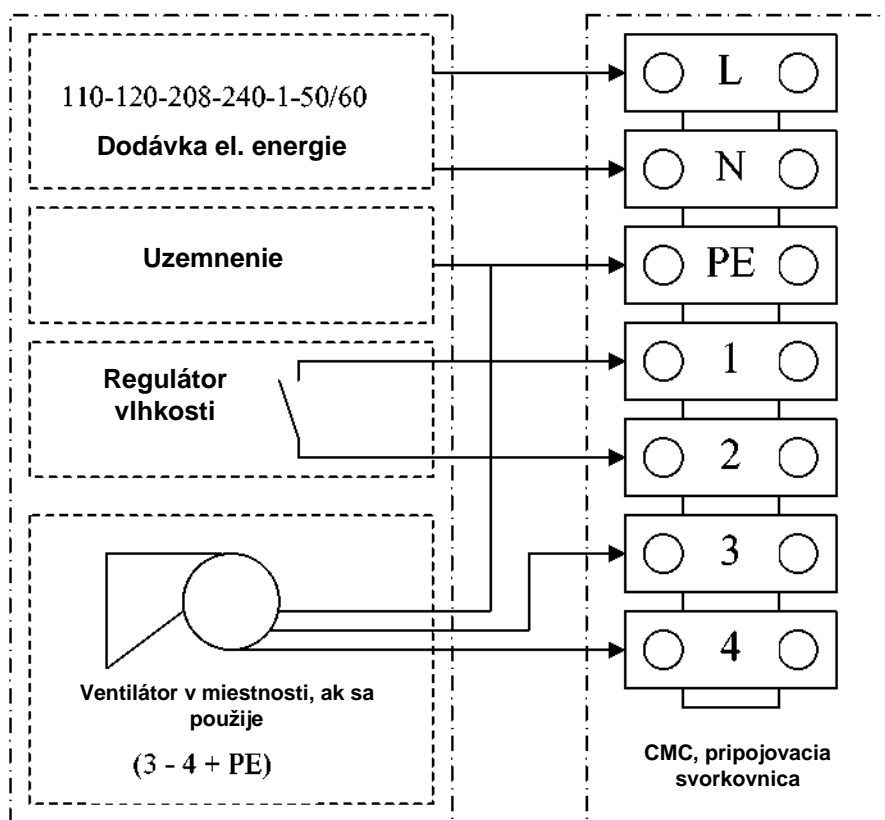 110-120-208-240-1-50/60
Dodávka el. energie
Uzemnenie
Regulátor
vlhkosti
Ventilátor v miestnosti, ak sa
použije
(3 - 4 + PE)
L
N
PE
1
2
3
4
CMC, pripojovacia
svorkovnica